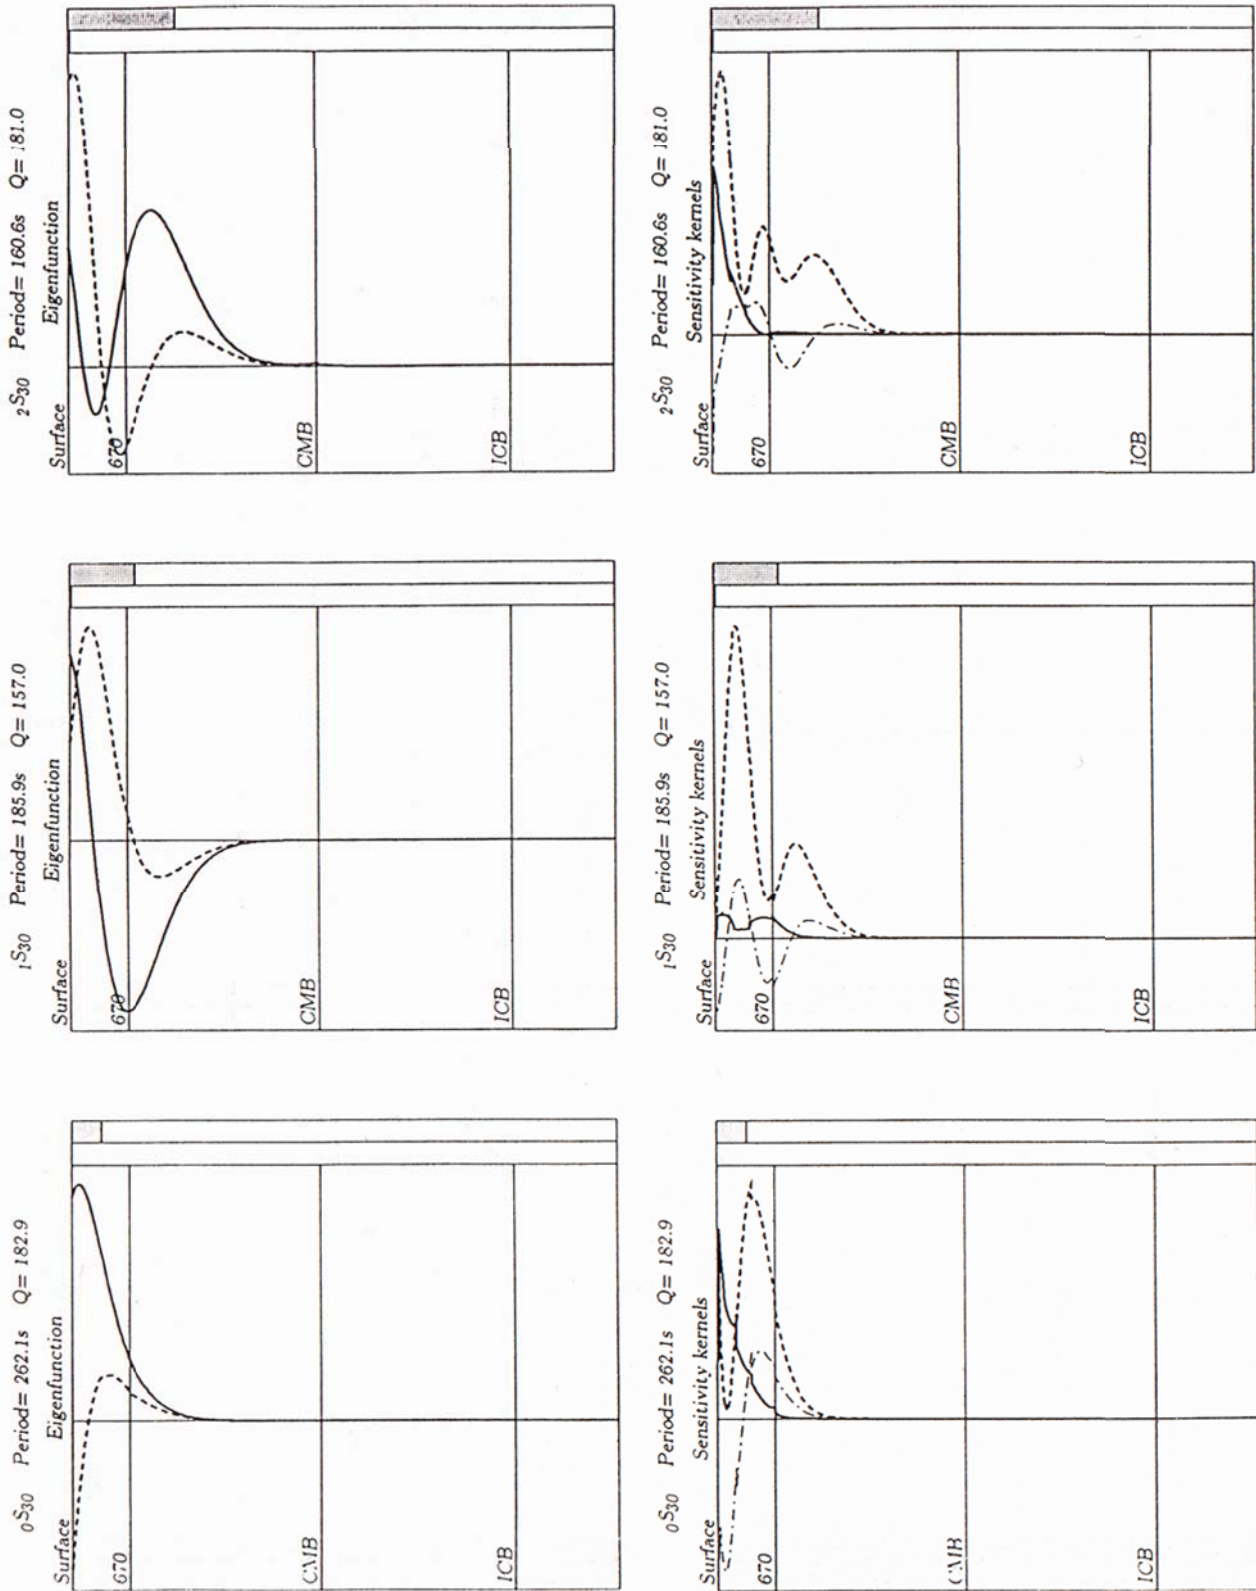 ₀S₃₀ Period= 262.1s Q= 182.9
Eigenfunction
Surface
670
CMB
ICB
₁S₃₀ Period= 185.9s Q= 157.0
Eigenfunction
Surface
670
CMB
ICB
₂S₃₀ Period= 160.6s Q= 181.0
Eigenfunction
Surface
670
CMB
ICB
₀S₃₀ Period= 262.1s Q= 182.9
Sensitivity kernels
Surface
670
CMB
ICB
₁S₃₀ Period= 185.9s Q= 157.0
Sensitivity kernels
Surface
670
CMB
ICB
₂S₃₀ Period= 160.6s Q= 181.0
Sensitivity kernels
Surface
670
CMB
ICB